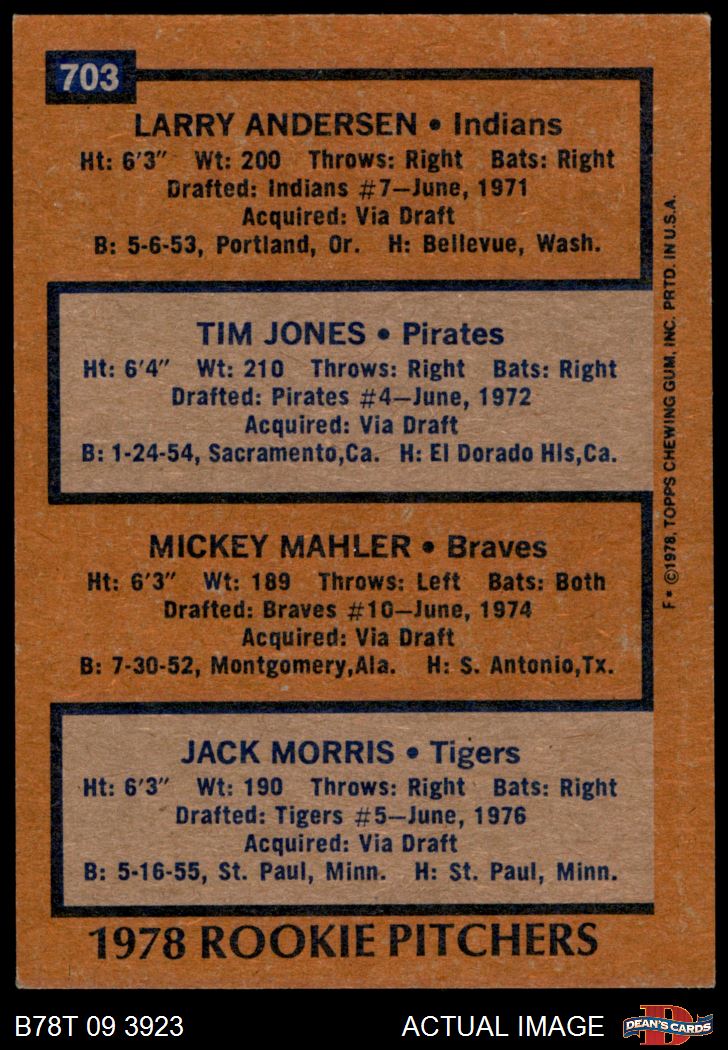 703
LARRY ANDERSEN • Indians
Ht: 6'3" Wt: 200 Throws: Right Bats: Right
Drafted: Indians #7—June, 1971
Acquired: Via Draft
B: 5-6-53, Portland, Or. H: Bellevue, Wash.
TIM JONES • Pirates
Ht: 6'4" Wt: 210 Throws: Right Bats: Right
Drafted: Pirates #4—June, 1972
Acquired: Via Draft
B: 1-24-54, Sacramento,Ca. H: El Dorado Hls,Ca.
MICKEY MAHLER • Braves
Ht: 6'3" Wt: 189 Throws: Left Bats: Both
Drafted: Braves #10—June, 1974
Acquired: Via Draft
B: 7-30-52, Montgomery,Ala. H: S. Antonio,Tx.
JACK MORRIS • Tigers
Ht: 6'3" Wt: 190 Throws: Right Bats: Right
Drafted: Tigers #5—June, 1976
Acquired: Via Draft
B: 5-16-55, St. Paul, Minn. H: St. Paul, Minn.
1978 ROOKIE PITCHERS
F• ©1978, TOPPS CHEWING GUM, INC. PRTD. IN U.S.A.
B78T 09 3923
ACTUAL IMAGE
D
DEAN'S CARDS